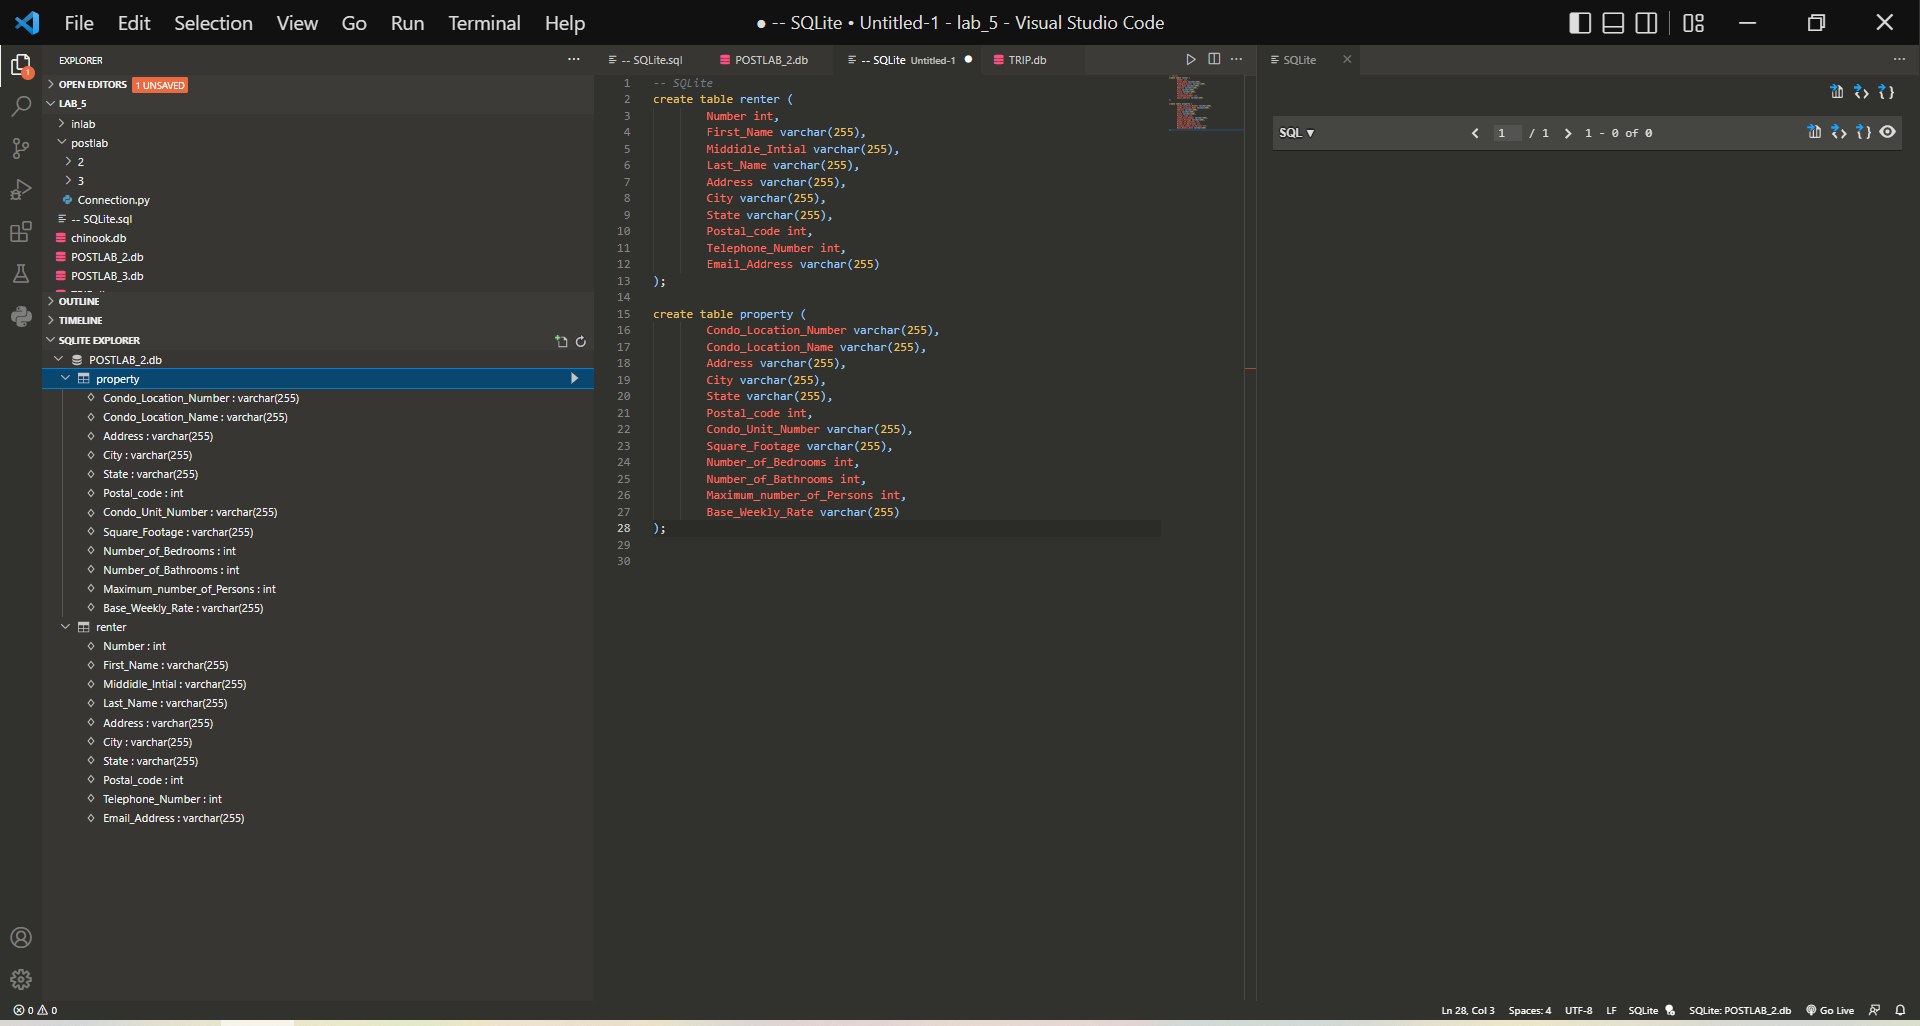 File Edit Selection View Go Run Terminal Help ● -- SQLite • Untitled-1 - lab_5 - Visual Studio Code
EXPLORER
OPEN EDITORS 1 UNSAVED
LAB_5
inlab
postlab
2
3
Connection.py
-- SQLite.sql
chinook.db
POSTLAB_2.db
POSTLAB_3.db
OUTLINE
TIMELINE
SQLITE EXPLORER
POSTLAB_2.db
property
Condo_Location_Number : varchar(255)
Condo_Location_Name : varchar(255)
Address : varchar(255)
City : varchar(255)
State : varchar(255)
Postal_code : int
Condo_Unit_Number : varchar(255)
Square_Footage : varchar(255)
Number_of_Bedrooms : int
Number_of_Bathrooms : int
Maximum_number_of_Persons : int
Base_Weekly_Rate : varchar(255)
renter
Number : int
First_Name : varchar(255)
Middidle_Intial : varchar(255)
Last_Name : varchar(255)
Address : varchar(255)
City : varchar(255)
State : varchar(255)
Postal_code : int
Telephone_Number : int
Email_Address : varchar(255)
-- SQLite.sql POSTLAB_2.db -- SQLite Untitled-1 ● TRIP.db
1 -- SQLite
2 create table renter (
3 Number int,
4 First_Name varchar(255),
5 Middidle_Intial varchar(255),
6 Last_Name varchar(255),
7 Address varchar(255),
8 City varchar(255),
9 State varchar(255),
10 Postal_code int,
11 Telephone_Number int,
12 Email_Address varchar(255)
13 );
14
15 create table property (
16 Condo_Location_Number varchar(255),
17 Condo_Location_Name varchar(255),
18 Address varchar(255),
19 City varchar(255),
20 State varchar(255),
21 Postal_code int,
22 Condo_Unit_Number varchar(255),
23 Square_Footage varchar(255),
24 Number_of_Bedrooms int,
25 Number_of_Bathrooms int,
26 Maximum_number_of_Persons int,
27 Base_Weekly_Rate varchar(255)
28 );
29
30
SQLite
SQL ▼ < 1 / 1 > 1 - 0 of 0
1
0 0 Ln 28, Col 3 Spaces: 4 UTF-8 LF SQLite SQLite: POSTLAB_2.db Go Live